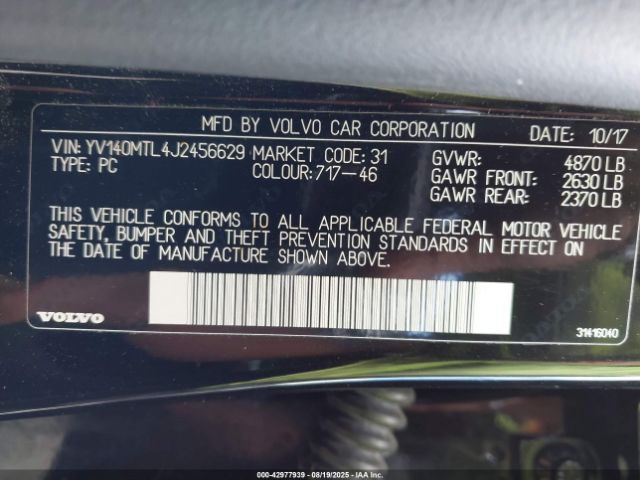 MFD BY VOLVO CAR CORPORATION DATE: 10/17
VIN: YV140MTL4J2456629 MARKET CODE: 31 GVWR: 4870 LB
TYPE: PC COLOUR: 717-46 GAWR FRONT: 2630 LB
GAWR REAR: 2370 LB
THIS VEHICLE CONFORMS TO ALL APPLICABLE FEDERAL MOTOR VEHICLE
SAFETY, BUMPER AND THEFT PREVENTION STANDARDS IN EFFECT ON
THE DATE OF MANUFACTURE SHOWN ABOVE.
VOLVO 31416040
000-42977939 - 08/19/2025 - IAAI.CA